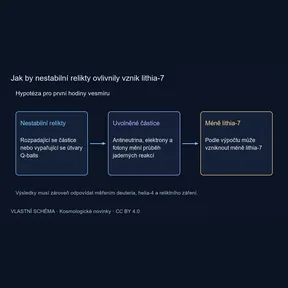 Jak by nestabilní relikty ovlivnily vznik lithia-7
Hypotéza pro první hodiny vesmíru
Nestabilní relikty
Rozpadající se částice
nebo vypařující se útvary
Q-balls
Uvolněné částice
Antineutrina, elektrony a
fotony mění průběh
jaderných reakcí
Méně lithia-7
Podle výpočtu může
vzniknout méně lithia-7
Výsledky musí zároveň odpovídat měřením deuteria, helia-4 a reliktního záření.
VLASTNÍ SCHÉMA · Kosmologické novinky · CC BY 4.0